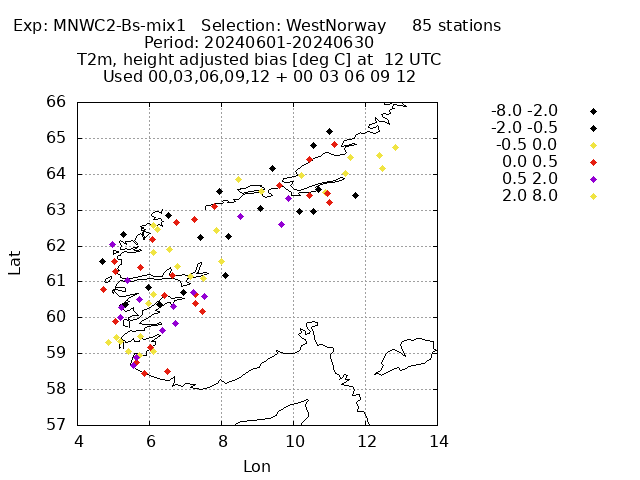 Exp: MNWC2-Bs-mix1   Selection: WestNorway     85 stations
Period: 20240601-20240630
T2m, height adjusted bias [deg C] at  12 UTC
Used 00,03,06,09,12 + 00 03 06 09 12
-8.0 -2.0
-2.0 -0.5
-0.5 0.0
0.0 0.5
0.5 2.0
2.0 8.0
66
65
64
63
62
61
60
59
58
57
Lat
4 6 8 10 12 14
Lon